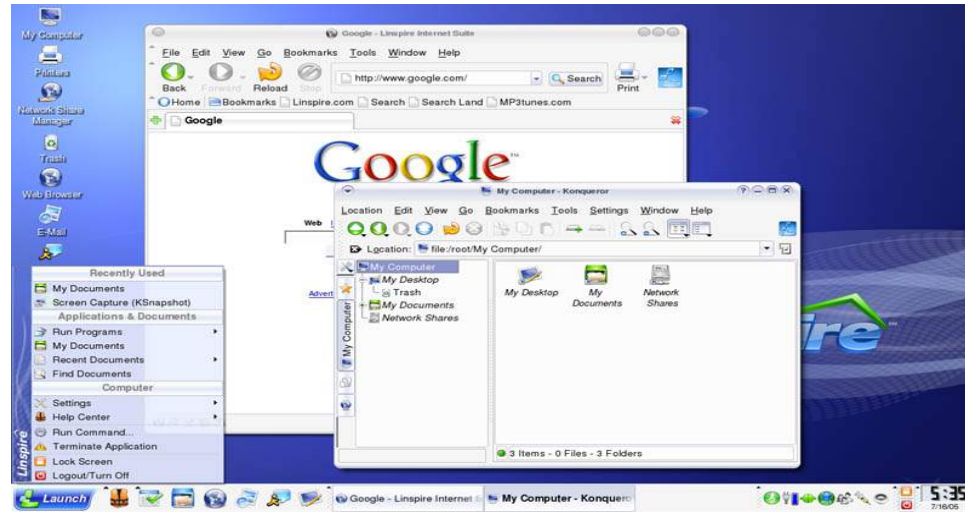 My Computer
Printers
Network Share
Manager
Trash
Web Browser
E-Mail
Google - Linspire Internet Suite
File Edit View Go Bookmarks Tools Window Help
Back Forward Reload Stop
http://www.google.com/
Search
Print
Home Bookmarks Linspire.com Search Search Land MP3tunes.com
Google
Google™
Web
Advert
My Computer - Konqueror
Location Edit View Go Bookmarks Tools Settings Window Help
Location: file:/root/My Computer/
My Computer
My Computer
My Desktop
Trash
My Documents
Network Shares
My Desktop
My Documents
Network Shares
3 Items - 0 Files - 3 Folders
Recently Used
My Documents
Screen Capture (KSnapshot)
Applications & Documents
Run Programs
My Documents
Recent Documents
Find Documents
Computer
Settings
Help Center
Run Command...
Terminate Application
Lock Screen
Logout/Turn Off
Linspire
ire
Launch
Google - Linspire Internet S
My Computer - Konquero
5:35
7/16/05